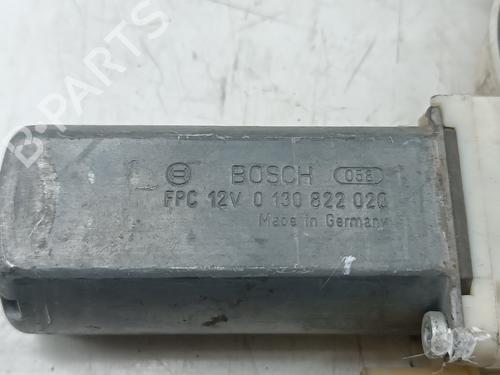 BOSCH 058
FPC 12V 0 130 822 020
Made in Germany
B-PARTS